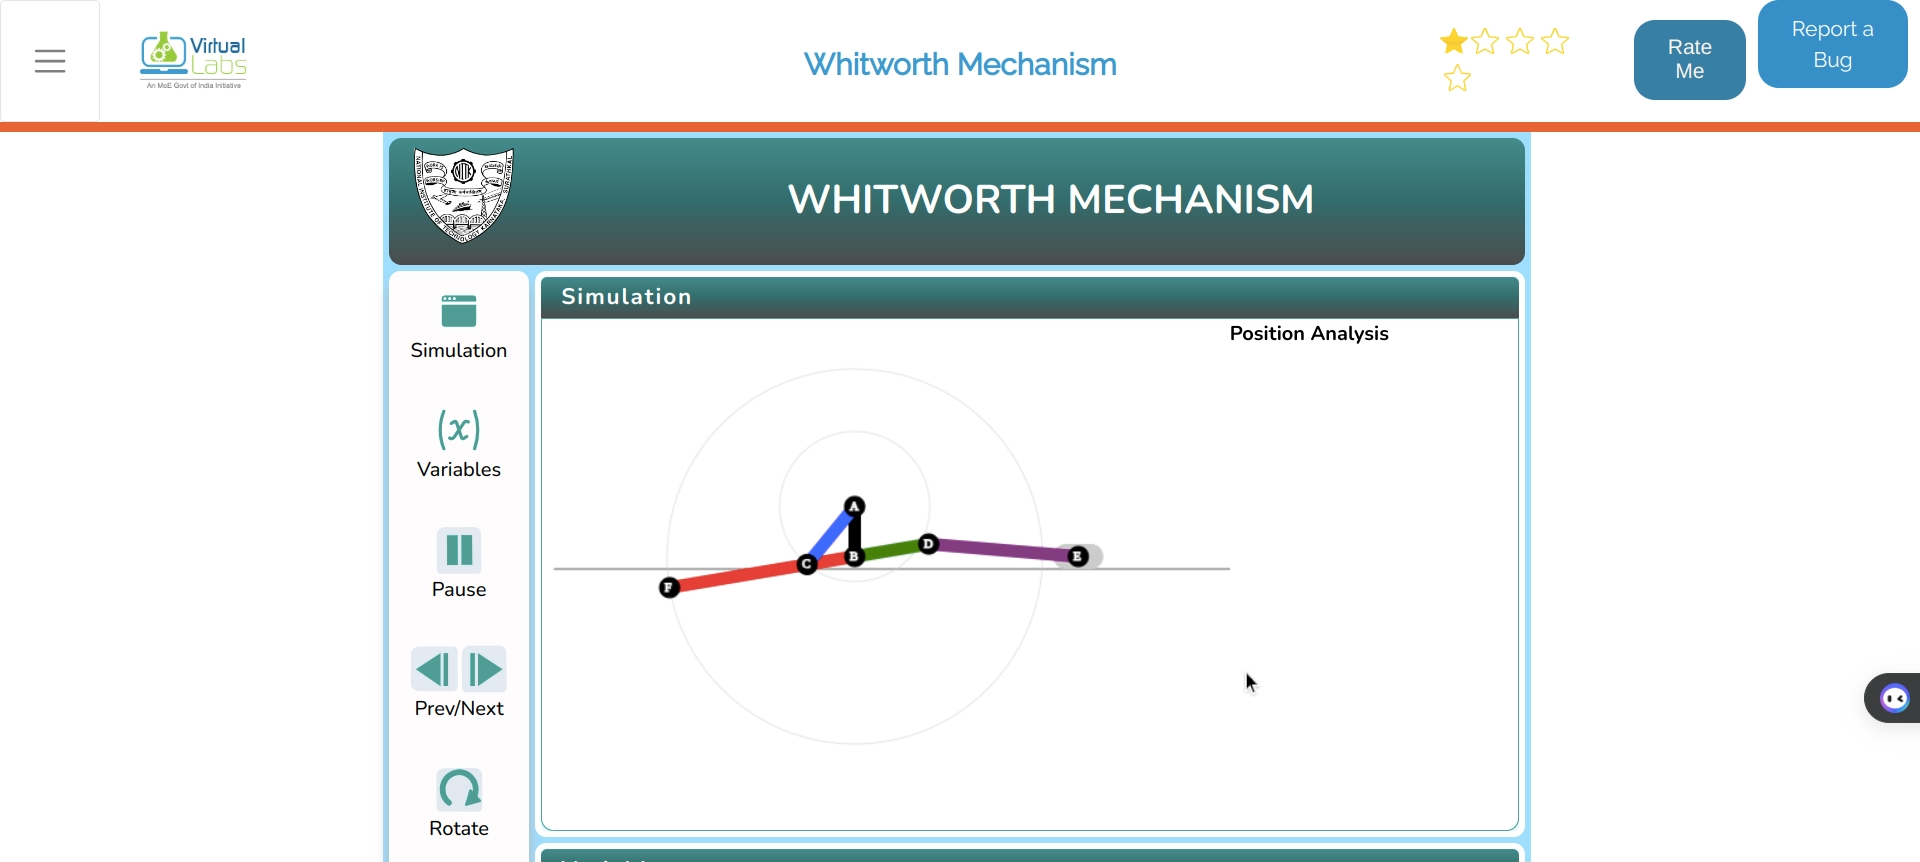 Virtual
Labs
An MoE Govt of India Initiative
Whitworth Mechanism
Rate
Me
Report a
Bug
WHITWORTH MECHANISM
Simulation
(x)
Variables
Pause
Prev/Next
Rotate
Simulation
Position Analysis
A
B
C
D
E
F